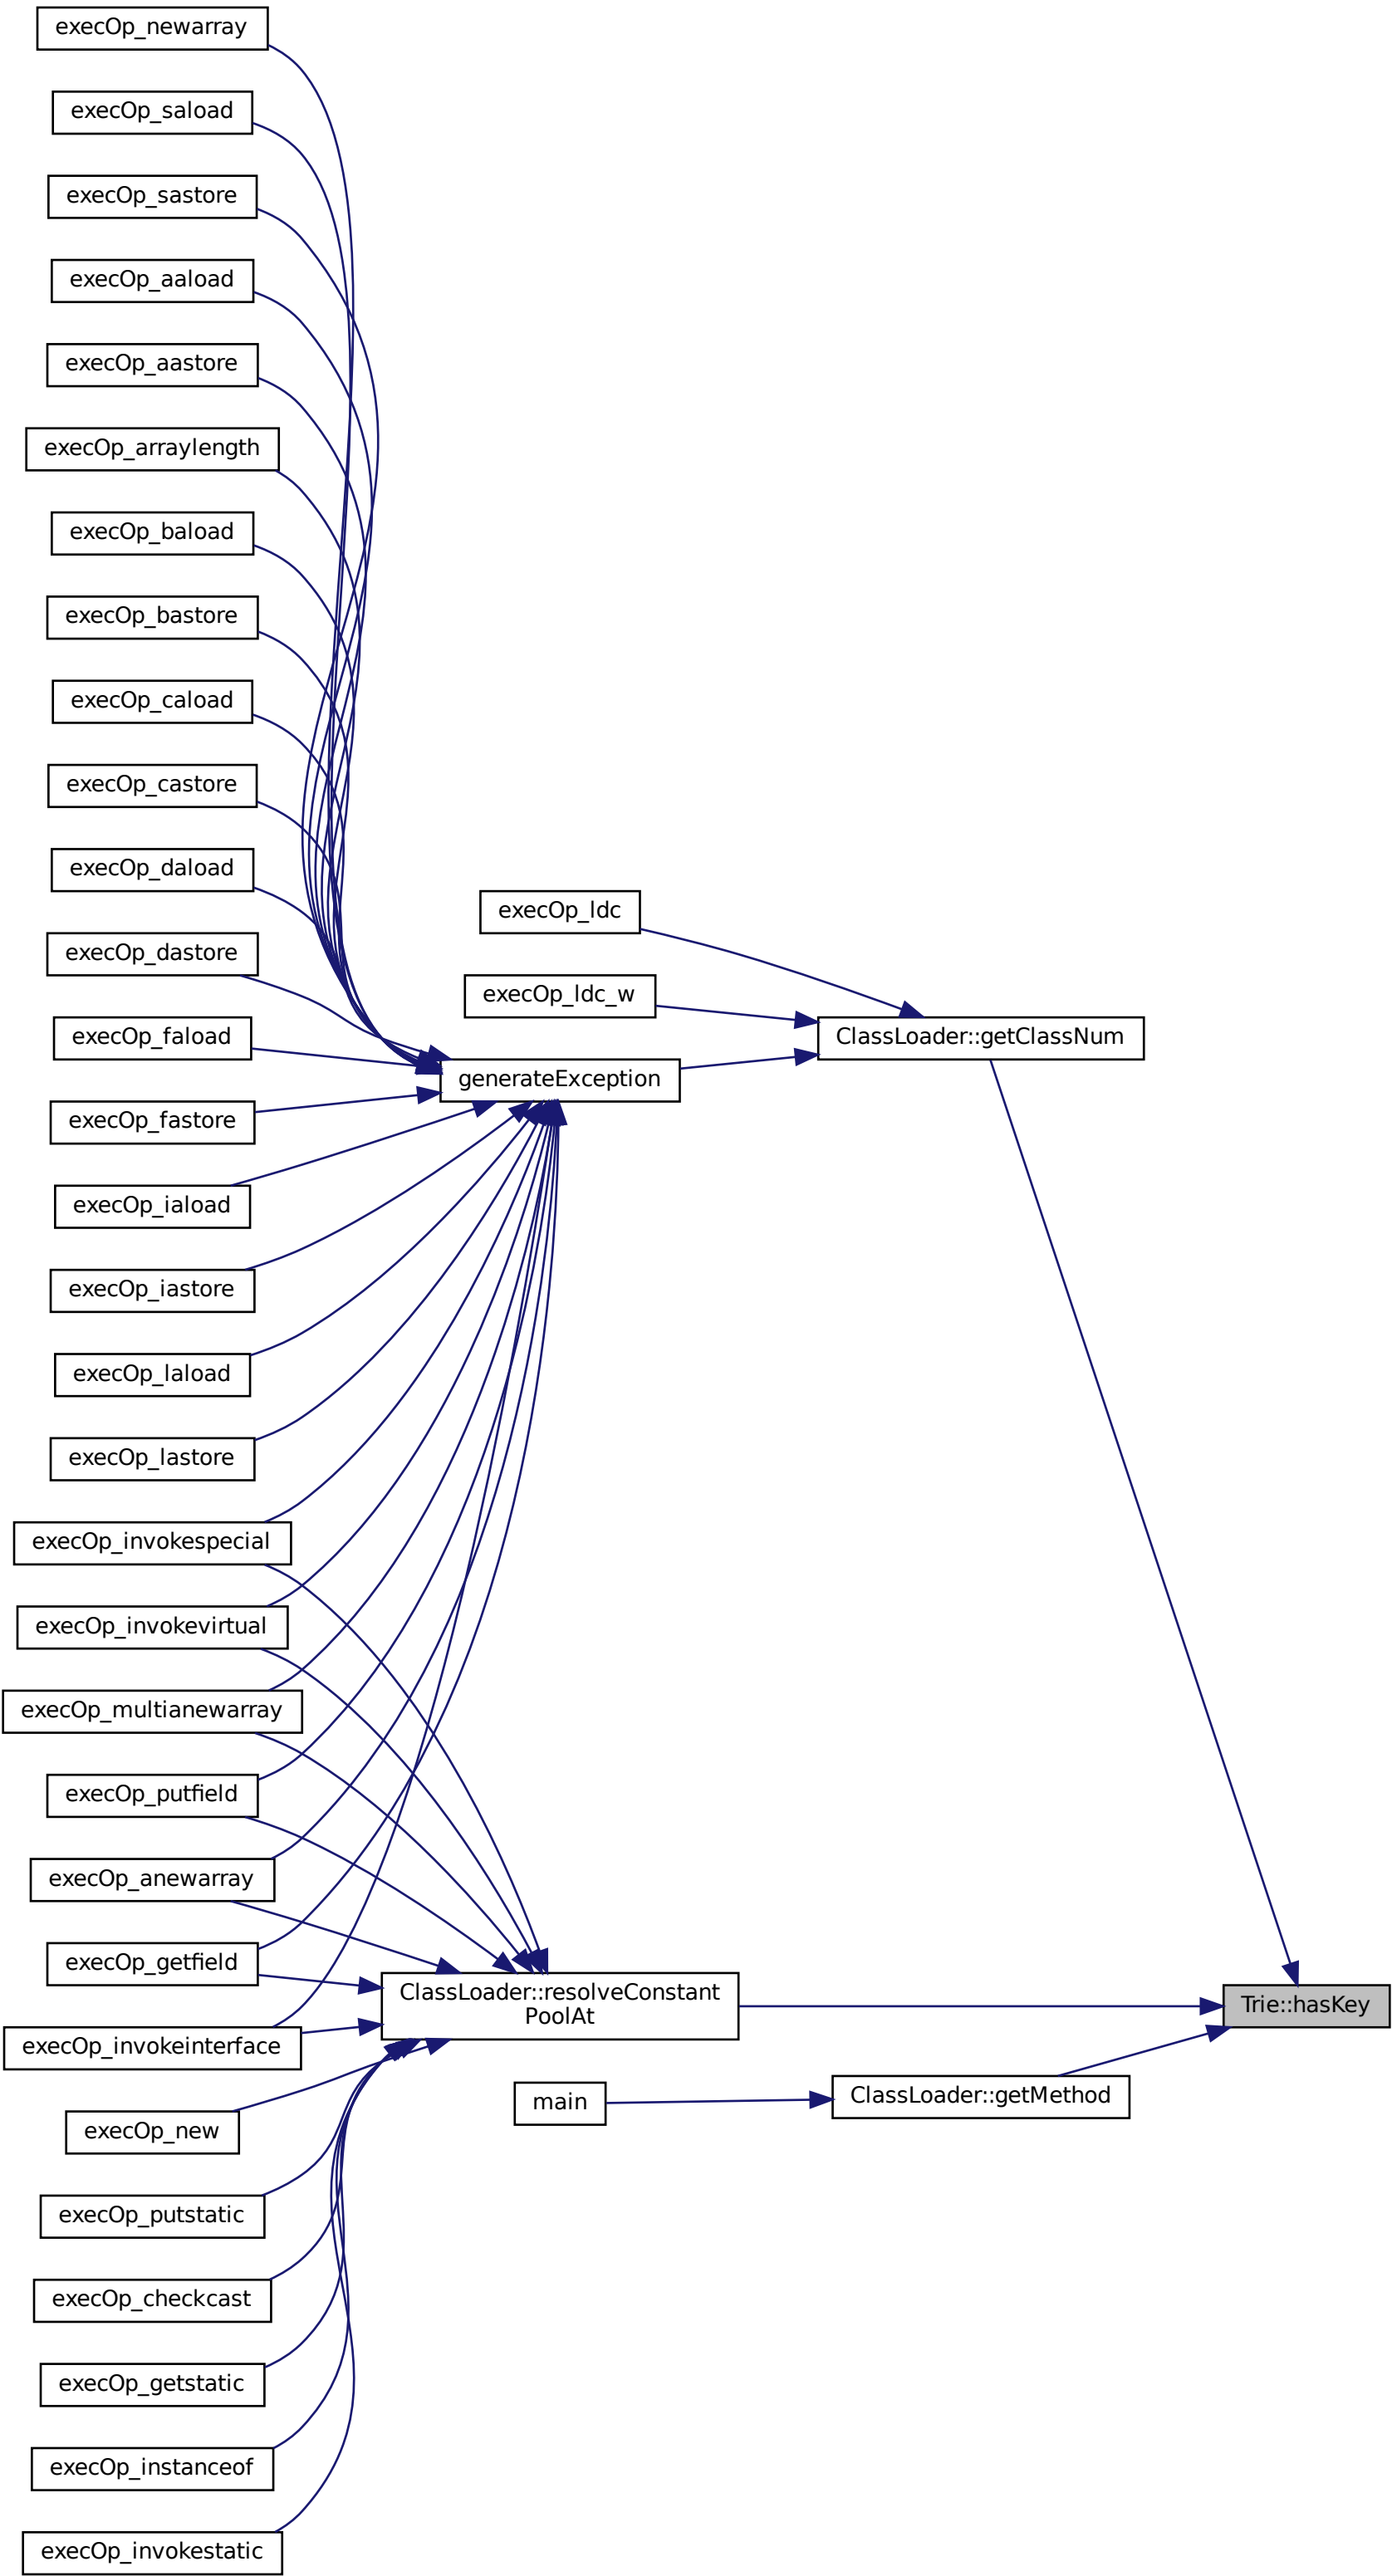 execOp_newarray
execOp_saload
execOp_sastore
execOp_aaload
execOp_aastore
execOp_arraylength
execOp_baload
execOp_bastore
execOp_caload
execOp_castore
execOp_daload
execOp_dastore
execOp_faload
execOp_fastore
execOp_iaload
execOp_iastore
execOp_laload
execOp_lastore
execOp_invokespecial
execOp_invokevirtual
execOp_multianewarray
execOp_putfield
execOp_anewarray
execOp_getfield
execOp_invokeinterface
execOp_new
execOp_putstatic
execOp_checkcast
execOp_getstatic
execOp_instanceof
execOp_invokestatic
execOp_ldc
execOp_ldc_w
generateException
ClassLoader::resolveConstant
PoolAt
main
ClassLoader::getClassNum
ClassLoader::getMethod
Trie::hasKey